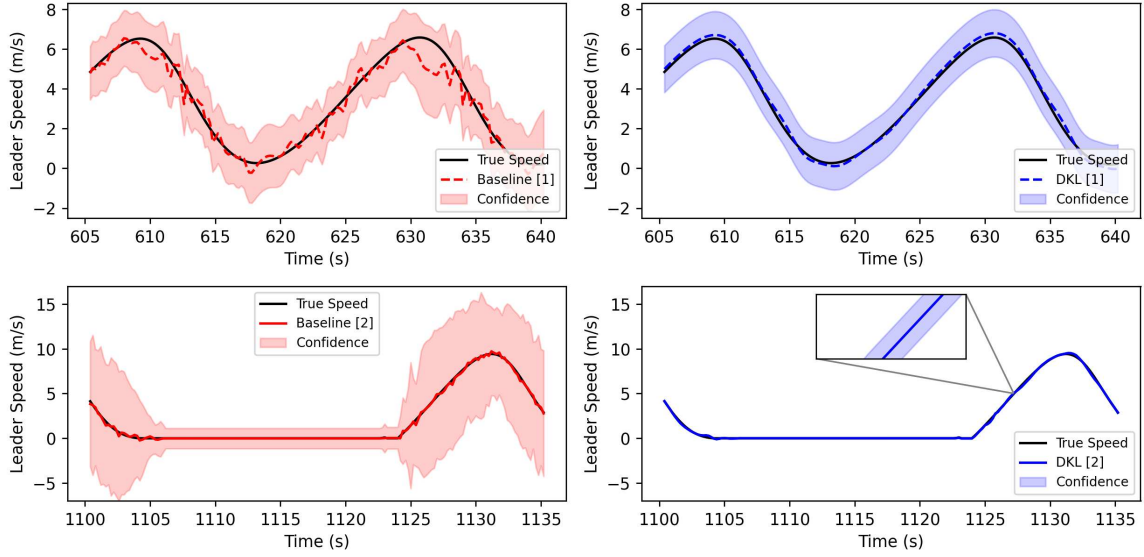 8
6
4
2
0
−2
Leader Speed (m/s)
605 610 615 620 625 630 635 640
Time (s)
True Speed
Baseline [1]
Confidence
8
6
4
2
0
−2
Leader Speed (m/s)
605 610 615 620 625 630 635 640
Time (s)
True Speed
DKL [1]
Confidence
15
10
5
0
−5
Leader Speed (m/s)
1100 1105 1110 1115 1120 1125 1130 1135
Time (s)
True Speed
Baseline [2]
Confidence
15
10
5
0
−5
Leader Speed (m/s)
1100 1105 1110 1115 1120 1125 1130 1135
Time (s)
True Speed
DKL [2]
Confidence